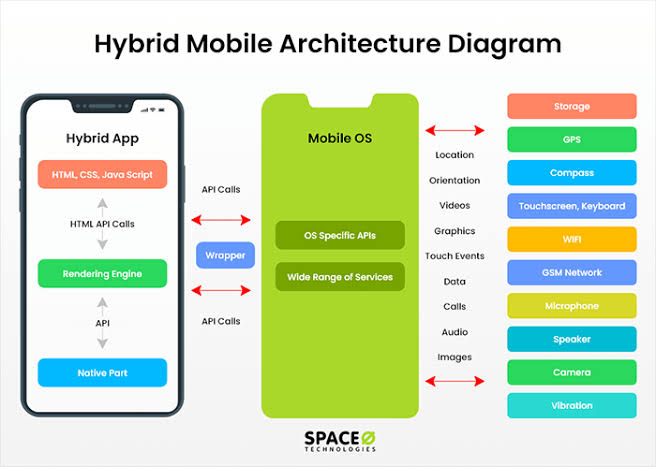 Hybrid Mobile Architecture Diagram
Hybrid App
HTML, CSS, Java Script
HTML API Calls
Rendering Engine
API
Native Part
API Calls
Wrapper
API Calls
Mobile OS
OS Specific APIs
Wide Range of Services
Location
Orientation
Videos
Graphics
Touch Events
Data
Calls
Audio
Images
Storage
GPS
Compass
Touchscreen, Keyboard
WIFI
GSM Network
Microphone
Speaker
Camera
Vibration
SPACEO
TECHNOLOGIES